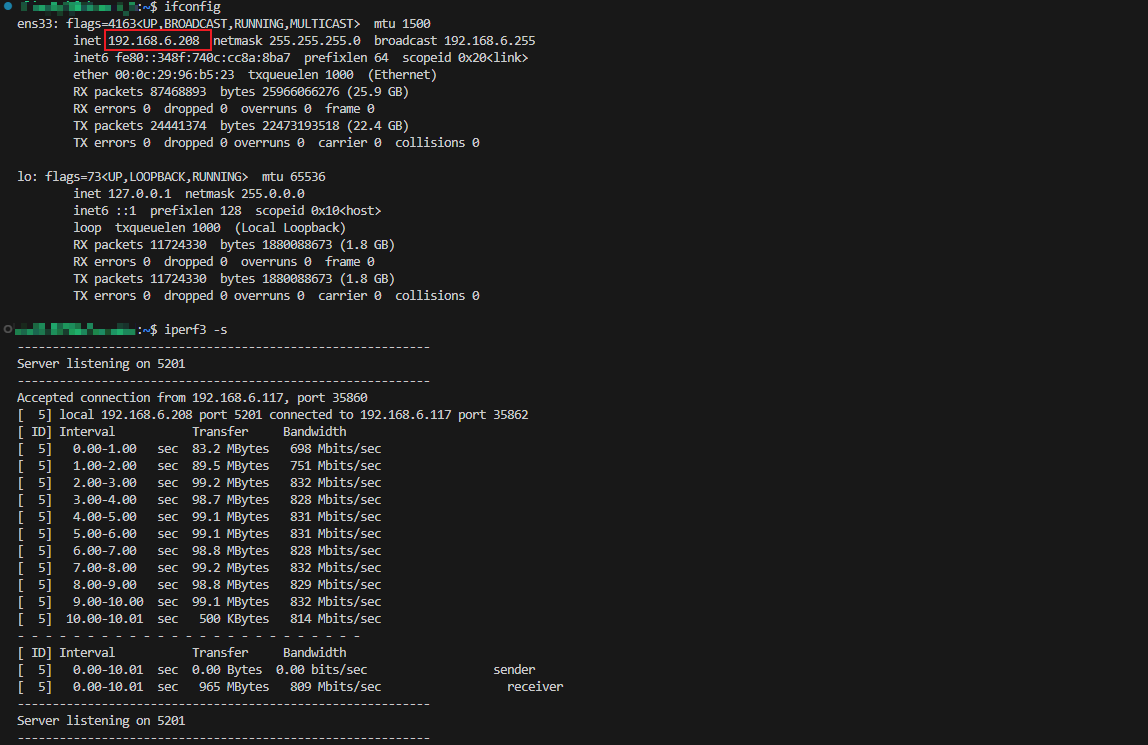 :~$ ifconfig
ens33: flags=4163<UP,BROADCAST,RUNNING,MULTICAST>  mtu 1500
        inet 192.168.6.208  netmask 255.255.255.0  broadcast 192.168.6.255
        inet6 fe80::348f:740c:cc8a:8ba7  prefixlen 64  scopeid 0x20<link>
        ether 00:0c:29:96:b5:23  txqueuelen 1000  (Ethernet)
        RX packets 87468893  bytes 25966066276 (25.9 GB)
        RX errors 0  dropped 0  overruns 0  frame 0
        TX packets 24441374  bytes 22473193518 (22.4 GB)
        TX errors 0  dropped 0 overruns 0  carrier 0  collisions 0

lo: flags=73<UP,LOOPBACK,RUNNING>  mtu 65536
        inet 127.0.0.1  netmask 255.0.0.0
        inet6 ::1  prefixlen 128  scopeid 0x10<host>
        loop  txqueuelen 1000  (Local Loopback)
        RX packets 11724330  bytes 1880088673 (1.8 GB)
        RX errors 0  dropped 0  overruns 0  frame 0
        TX packets 11724330  bytes 1880088673 (1.8 GB)
        TX errors 0  dropped 0 overruns 0  carrier 0  collisions 0

:~$ iperf3 -s
-----------------------------------------------------------
Server listening on 5201
-----------------------------------------------------------
Accepted connection from 192.168.6.117, port 35860
[  5] local 192.168.6.208 port 5201 connected to 192.168.6.117 port 35862
[ ID] Interval           Transfer     Bandwidth
[  5]   0.00-1.00   sec  83.2 MBytes   698 Mbits/sec
[  5]   1.00-2.00   sec  89.5 MBytes   751 Mbits/sec
[  5]   2.00-3.00   sec  99.2 MBytes   832 Mbits/sec
[  5]   3.00-4.00   sec  98.7 MBytes   828 Mbits/sec
[  5]   4.00-5.00   sec  99.1 MBytes   831 Mbits/sec
[  5]   5.00-6.00   sec  99.1 MBytes   831 Mbits/sec
[  5]   6.00-7.00   sec  98.8 MBytes   828 Mbits/sec
[  5]   7.00-8.00   sec  99.2 MBytes   832 Mbits/sec
[  5]   8.00-9.00   sec  98.8 MBytes   829 Mbits/sec
[  5]   9.00-10.00  sec  99.1 MBytes   832 Mbits/sec
[  5]  10.00-10.01  sec   500 KBytes   814 Mbits/sec
- - - - - - - - - - - - - - - - - - - - - - - - -
[ ID] Interval           Transfer     Bandwidth
[  5]   0.00-10.01  sec  0.00 Bytes  0.00 bits/sec                  sender
[  5]   0.00-10.01  sec   965 MBytes   809 Mbits/sec                  receiver
-----------------------------------------------------------
Server listening on 5201
-----------------------------------------------------------